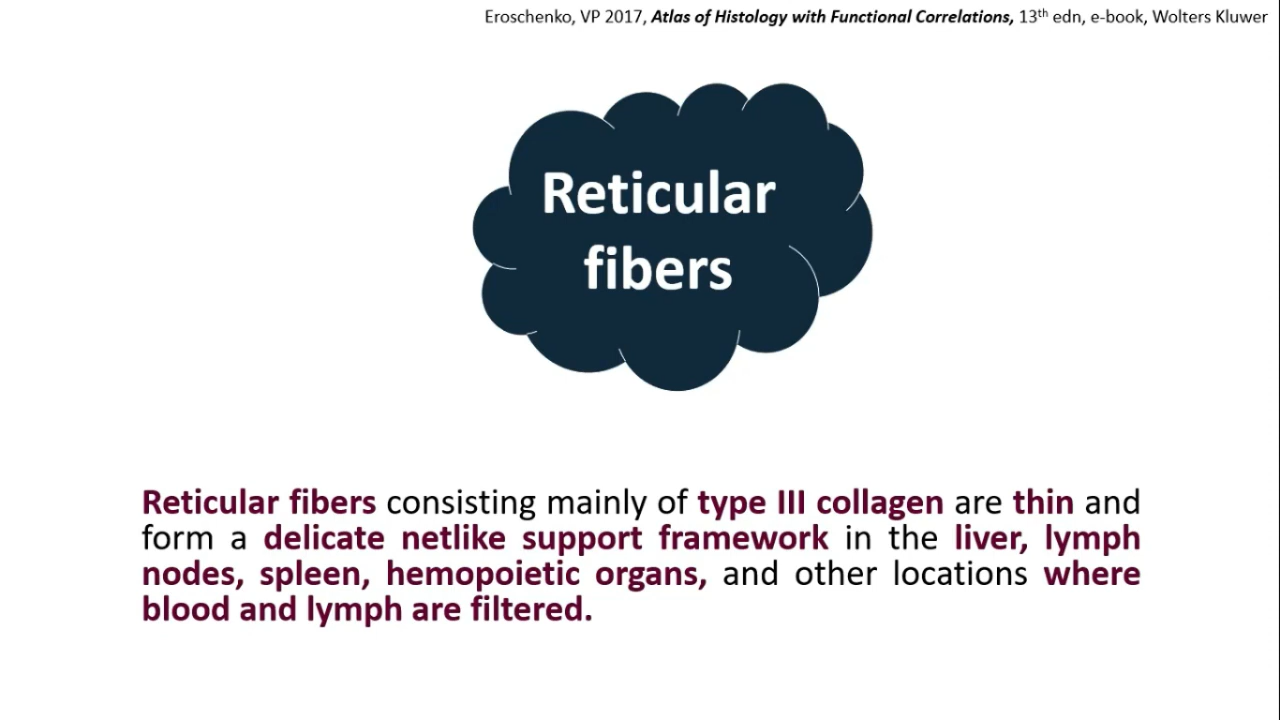 Eroschenko, VP 2017, Atlas of Histology with Functional Correlations, 13th edn, e-book, Wolters Kluwer
Reticular
fibers
Reticular fibers consisting mainly of type III collagen are thin and
form a delicate netlike support framework in the liver, lymph
nodes, spleen, hemopoietic organs, and other locations where
blood and lymph are filtered.